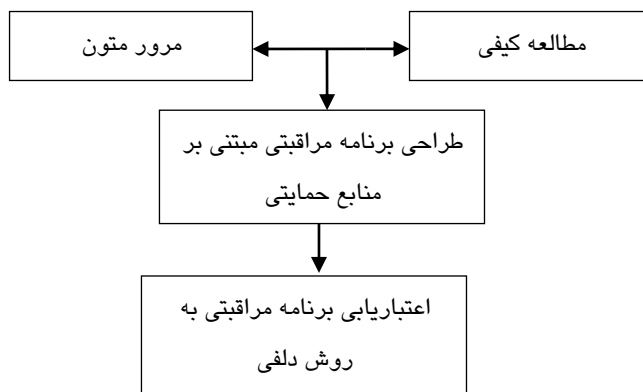 مطالعه کیفی
مرور متون
طراحی برنامه مراقبتی مبتنی بر
منابع حمایتی
اعتباریابی برنامه مراقبتی به
روش دلفی